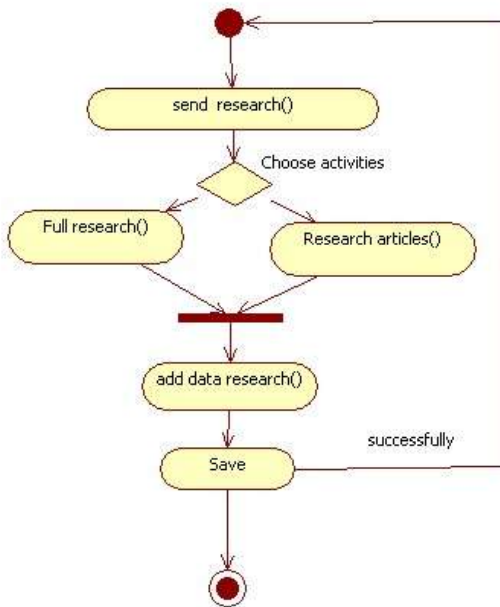 send research()
Choose activities
Full research()
Research articles()
add data research()
successfully
Save